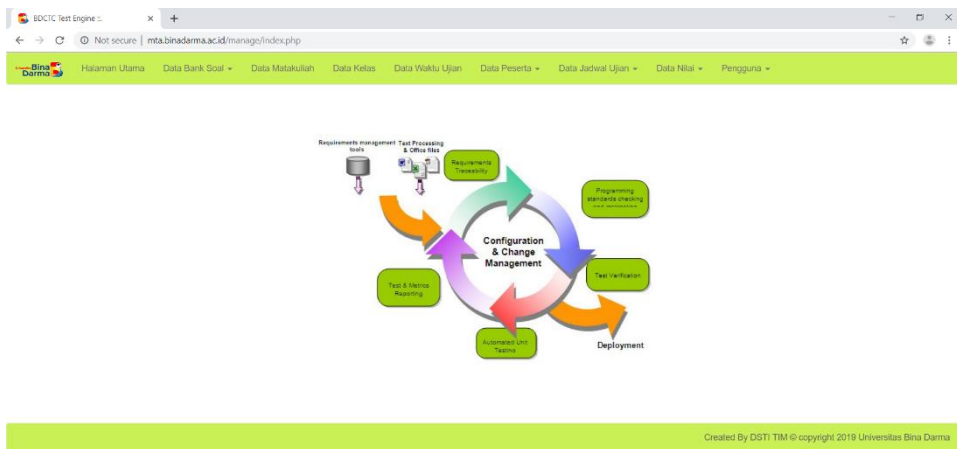 BDCTC Test Engine ::.
Not secure | mta.binadarma.ac.id/manage/index.php
Bina Darma
Halaman Utama
Data Bank Soal
Data Matakuliah
Data Kelas
Data Waktu Ujian
Data Peserta
Data Jadwal Ujian
Data Nilai
Pengguna
Requirements management
tools
Text Processing
& Office files
Requirements
Traceability
Programming
standards checking
Configuration
& Change
Management
Test Verification
Test & Metrics
Reporting
Automated Unit
Testing
Deployment
Created By DSTI TIM © copyright 2019 Universitas Bina Darma